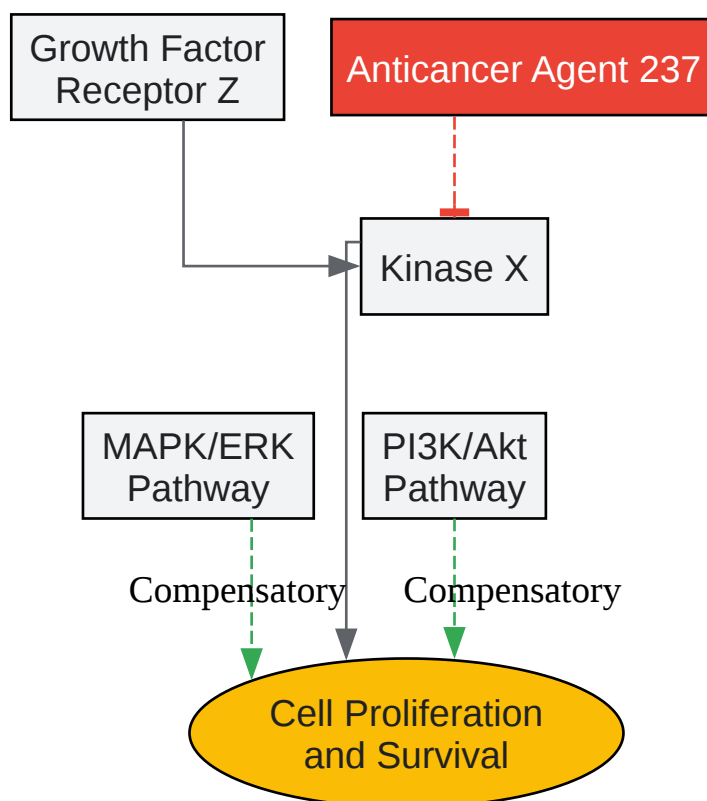 Growth Factor
Receptor Z
Anticancer Agent 237
Kinase X
MAPK/ERK
Pathway
PI3K/Akt
Pathway
Compensatory
Compensatory
Cell Proliferation
and Survival